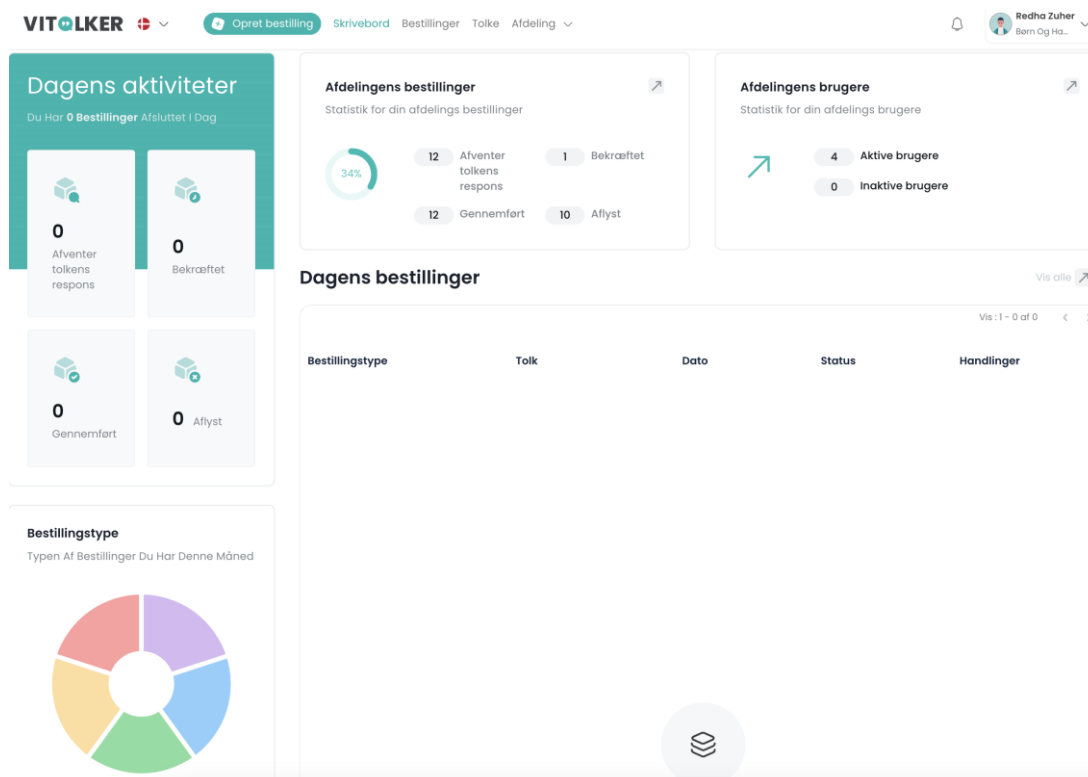 VITOLKER
Opret bestilling
Skrivebord
Bestillinger
Tolke
Afdeling
Redha Zuher
Børn Og Ha...
Dagens aktiviteter
Du Har 0 Bestillinger Afsluttet I Dag
0
Afventer
tolkens
respons
0
Bekræftet
0
Gennemført
0 Aflyst
Afdelingens bestillinger
Statistik for din afdelings bestillinger
34%
12 Afventer
tolkens
respons
1 Bekræftet
12 Gennemført
10 Aflyst
Afdelingens brugere
Statistik for din afdelings brugere
4 Aktive brugere
0 Inaktive brugere
Dagens bestillinger
Vis alle
Vis : 1 - 0 af 0
Bestillingstype
Tolk
Dato
Status
Handlinger
Bestillingstype
Typen Af Bestillinger Du Har Denne Måned